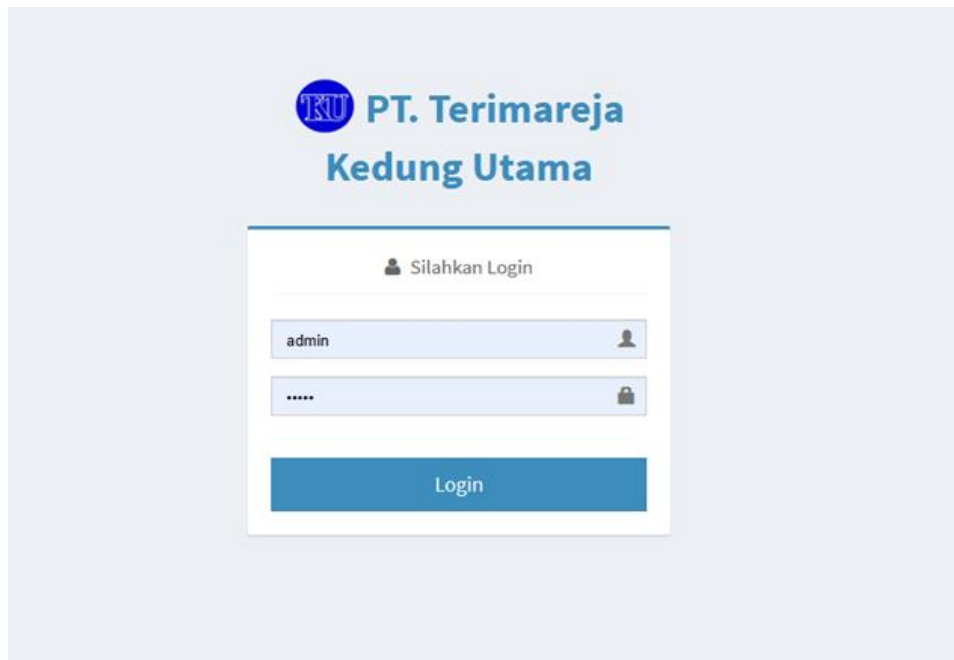 TKU PT. Terimareja
Kedung Utama
Silahkan Login
admin
•••••
Login